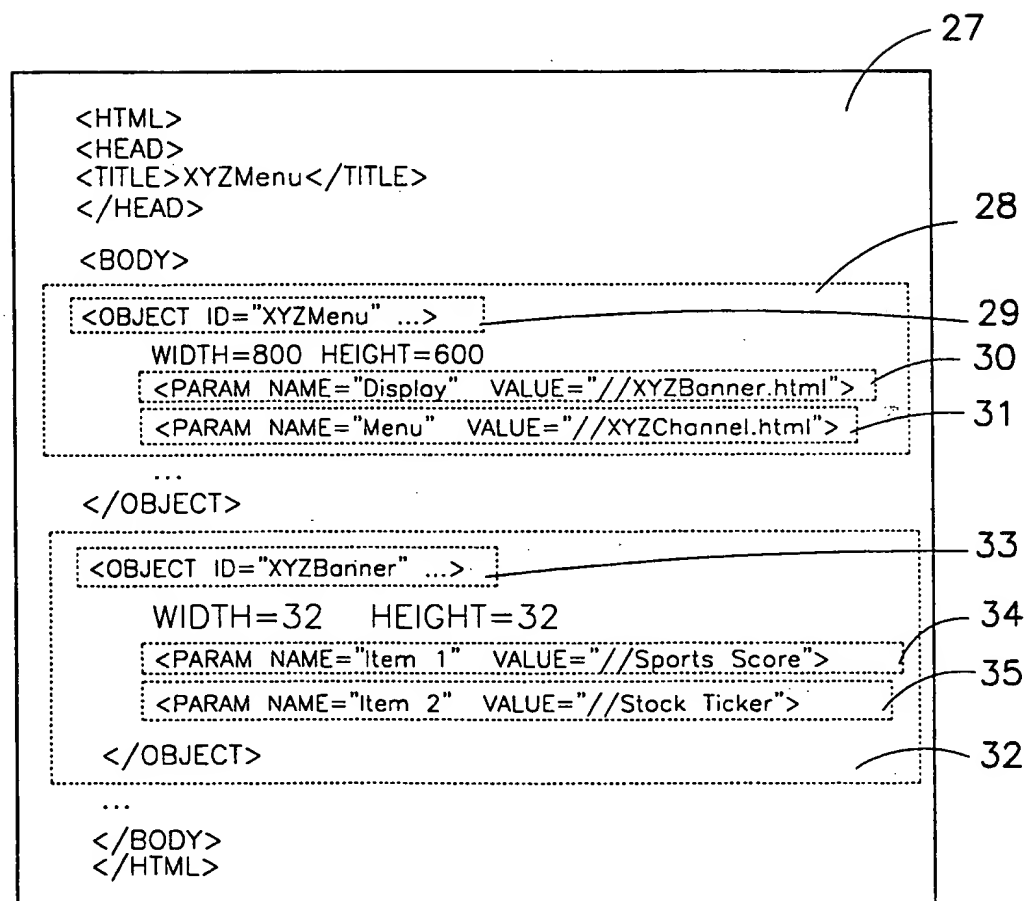 27
<HTML>
<HEAD>
<TITLE>XYZMenu</TITLE>
</HEAD>
28
<BODY>
<OBJECT ID="XYZMenu" ...>
29
WIDTH=800 HEIGHT=600
30
<PARAM NAME="Display" VALUE="//XYZBanner.html">
31
<PARAM NAME="Menu" VALUE="//XYZChannel.html">
...
</OBJECT>
33
<OBJECT ID="XYZBanner" ...>
WIDTH=32 HEIGHT=32
34
<PARAM NAME="Item 1" VALUE="//Sports Score">
35
<PARAM NAME="Item 2" VALUE="//Stock Ticker">
</OBJECT>
32
...
</BODY>
</HTML>